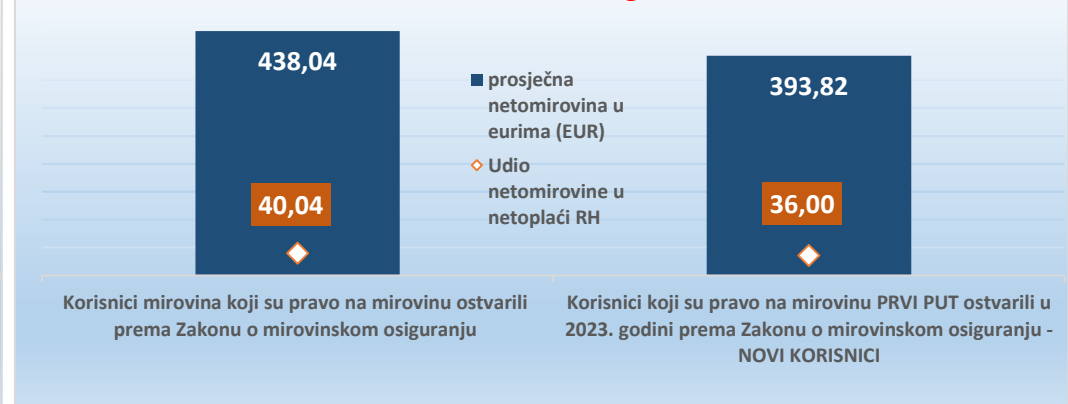 438,04
40,04
prosječna
netomirovina u
eurima (EUR)
Udio
netomirovine u
netoplaći RH
393,82
36,00
Korisnici mirovina koji su pravo na mirovinu ostvarili
prema Zakonu o mirovinskom osiguranju
Korisnici koji su pravo na mirovinu PRVI PUT ostvarili u
2023. godini prema Zakonu o mirovinskom osiguranju -
NOVI KORISNICI